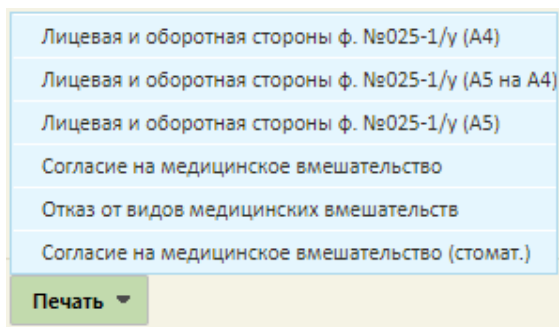 Лицевая и оборотная стороны ф. №025-1/у (А4)
Лицевая и оборотная стороны ф. №025-1/у (А5 на А4)
Лицевая и оборотная стороны ф. №025-1/у (А5)
Согласие на медицинское вмешательство
Отказ от видов медицинских вмешательств
Согласие на медицинское вмешательство (стомат.)
Печать